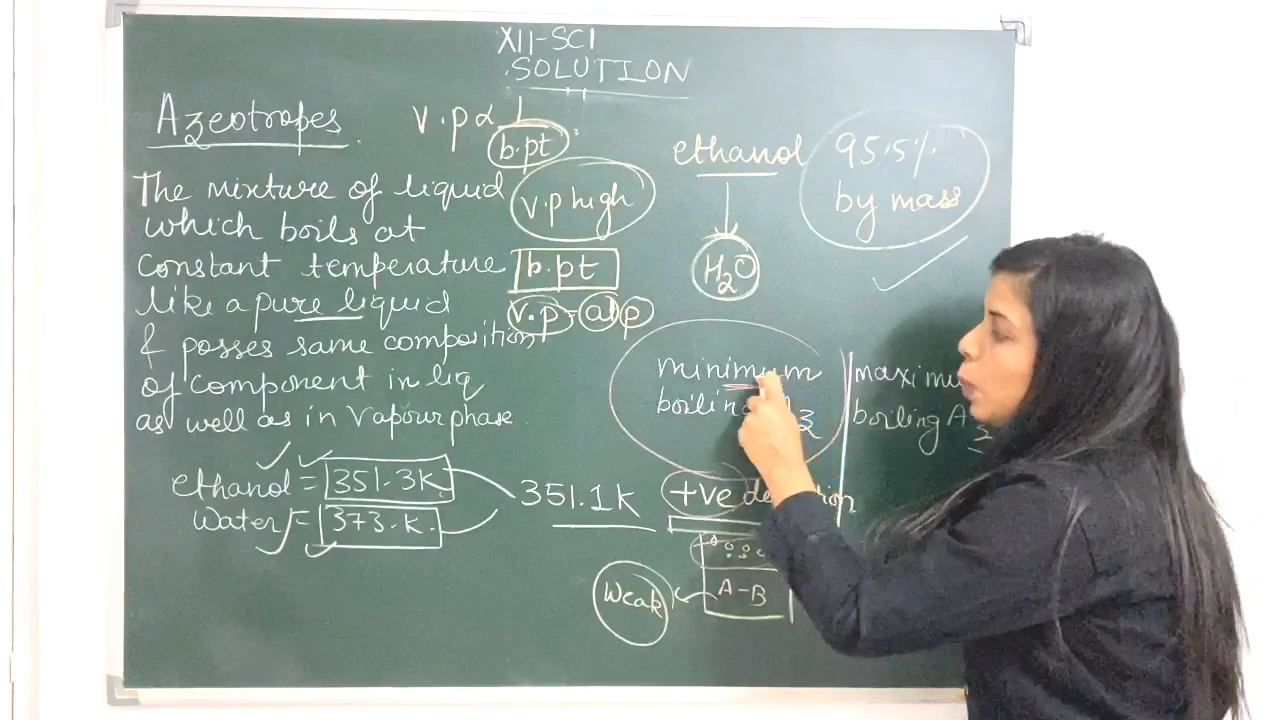 XII-SCI
SOLUTION
Azeotropes
v.p α 1
b.pt
The mixture of liquid
which boils at
constant temperature
like a pure liquid
& posses same composition
of component in liq
as well as in vapour phase
v.p high
b.pt
v.p = a p
ethanol
H2O
95.5%
by mass
minimum
boiling
maximu
boiling Az
ethanol = 351.3K
Water = 373.K.
351.1K
+ve
A-B
Weak